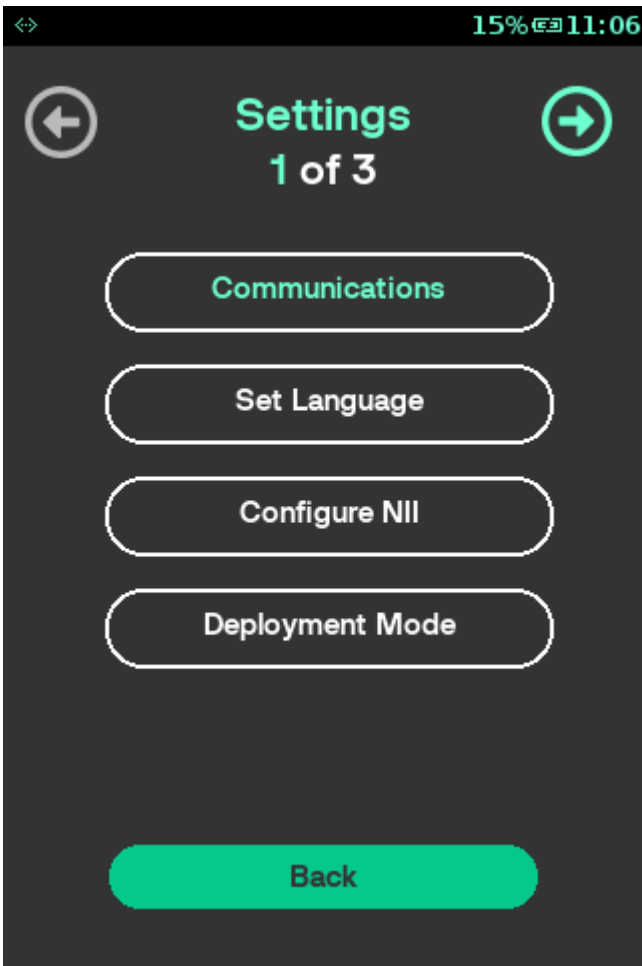 15% 11:06
Settings
1 of 3
Communications
Set Language
Configure NII
Deployment Mode
Back